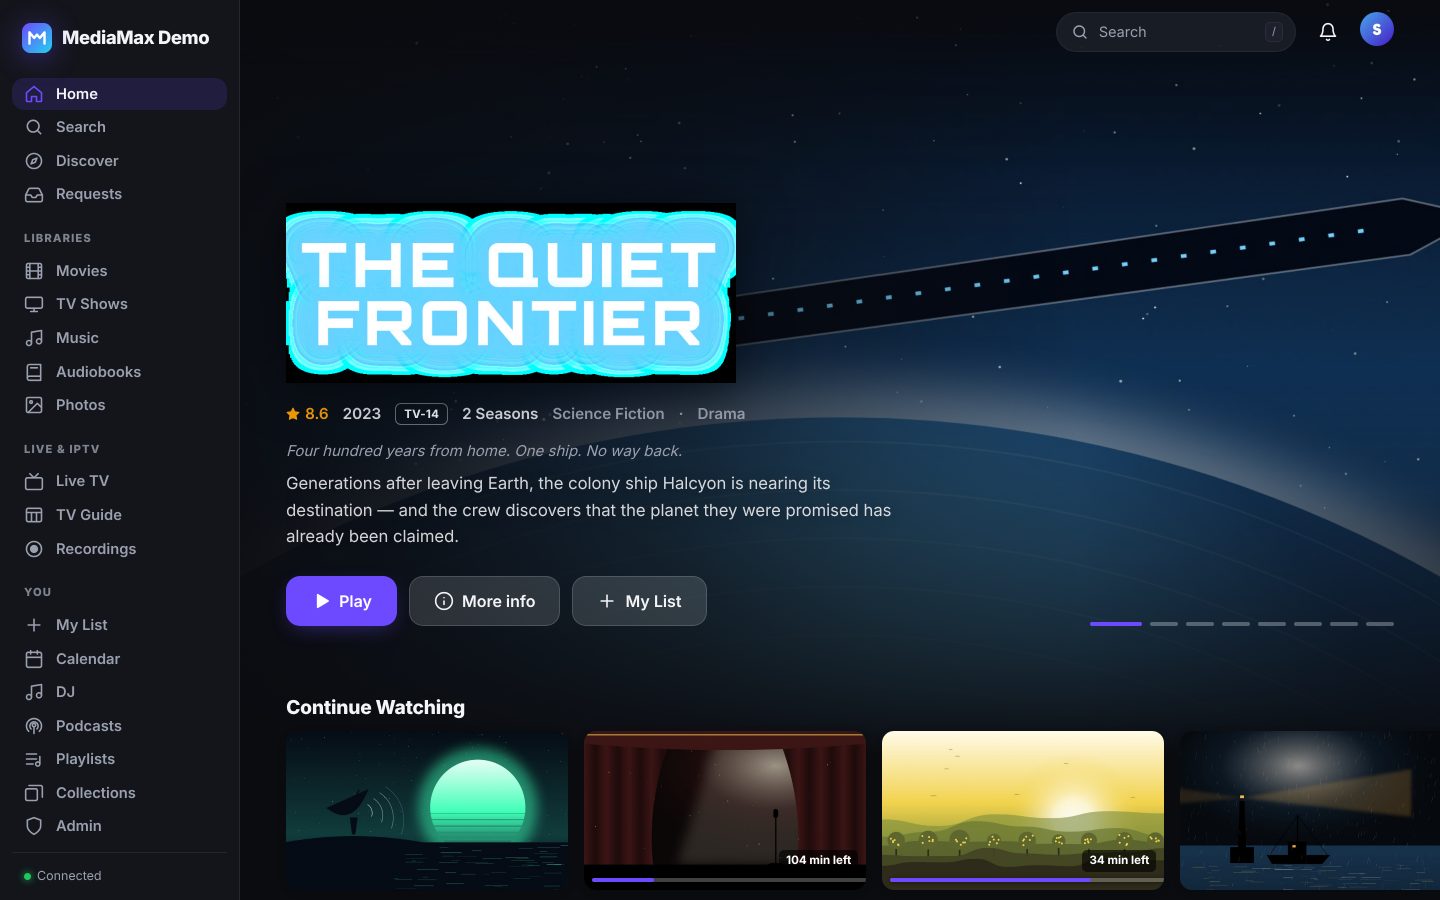 MediaMax Demo
Home
Search
Discover
Requests
LIBRARIES
Movies
TV Shows
Music
Audiobooks
Photos
LIVE & IPTV
Live TV
TV Guide
Recordings
YOU
My List
Calendar
DJ
Podcasts
Playlists
Collections
Admin
Connected
Search /
S
THE QUIET
FRONTIER
8.6 2023 TV-14 2 Seasons Science Fiction · Drama
Four hundred years from home. One ship. No way back.
Generations after leaving Earth, the colony ship Halcyon is nearing its
destination — and the crew discovers that the planet they were promised has
already been claimed.
Play
More info
My List
Continue Watching
104 min left
34 min left